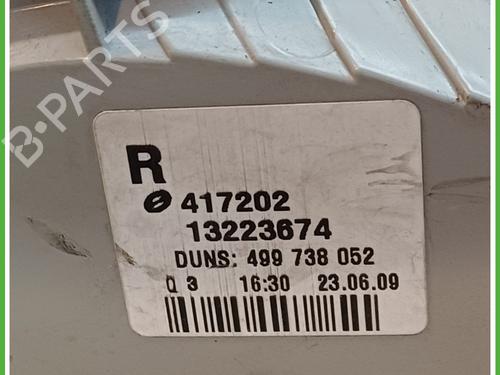 B-PARTS
R
417202
13223674
DUNS: 499 738 052
Q 3 16:30 23.06.09